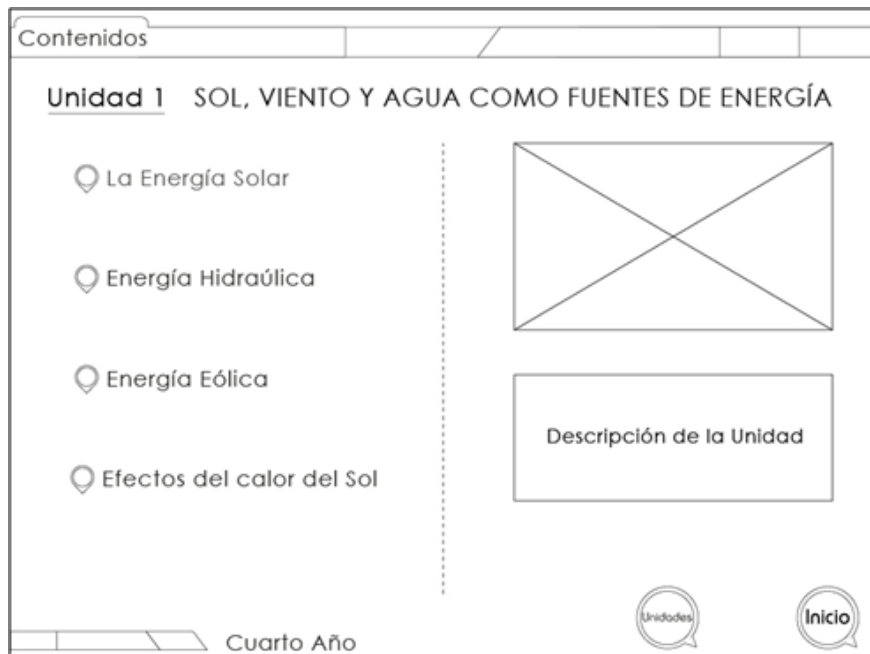 Contenidos
Unidad 1 SOL, VIENTO Y AGUA COMO FUENTES DE ENERGÍA
La Energía Solar
Energía Hidraúlica
Energía Eólica
Efectos del calor del Sol
Descripción de la Unidad
Unidades
Inicio
Cuarto Año